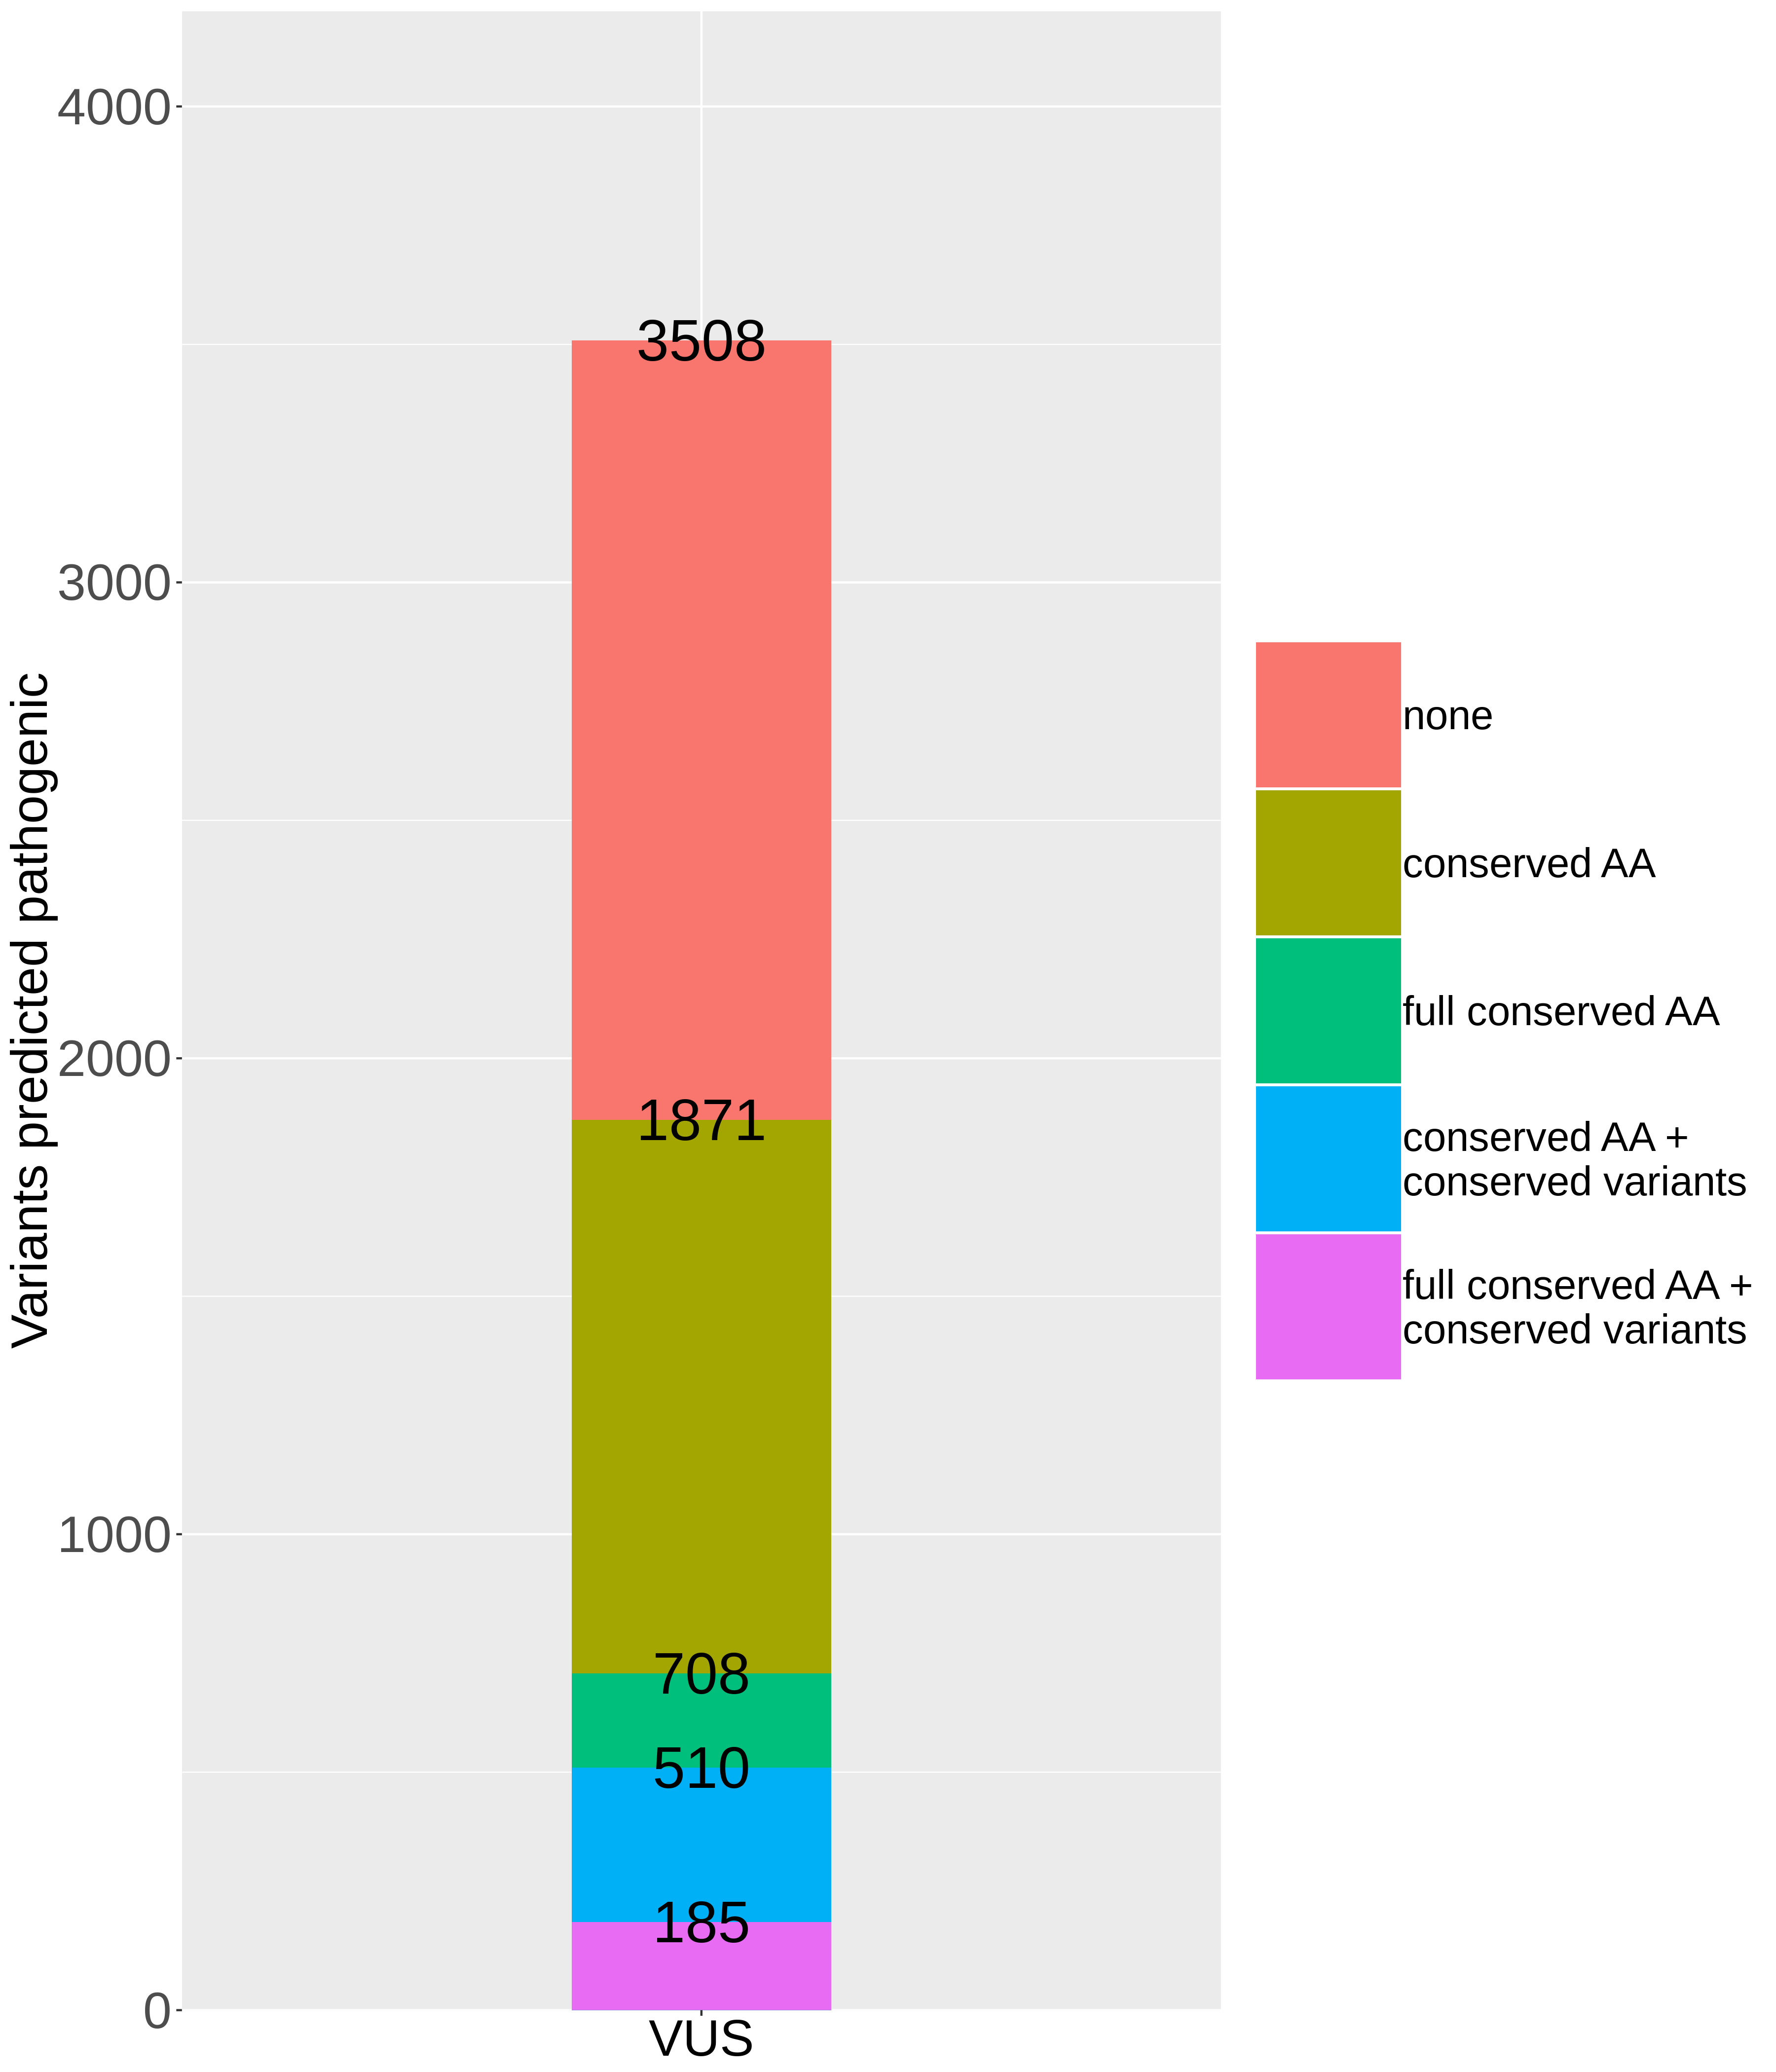 Variants predicted pathogenic
4000
3000
2000
1000
0
3508
1871
708
510
185
VUS
none
conserved AA
full conserved AA
conserved AA +
conserved variants
full conserved AA +
conserved variants